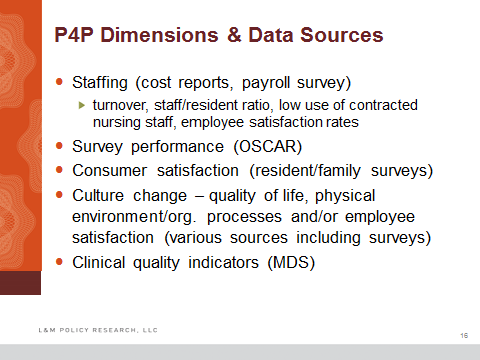 P4P Dimensions & Data Sources
Staffing (cost reports, payroll survey)
turnover, staff/resident ratio, low use of contracted
nursing staff, employee satisfaction rates
Survey performance (OSCAR)
Consumer satisfaction (resident/family surveys)
Culture change – quality of life, physical
environment/org. processes and/or employee
satisfaction (various sources including surveys)
Clinical quality indicators (MDS)
L&M POLICY RESEARCH, LLC
16